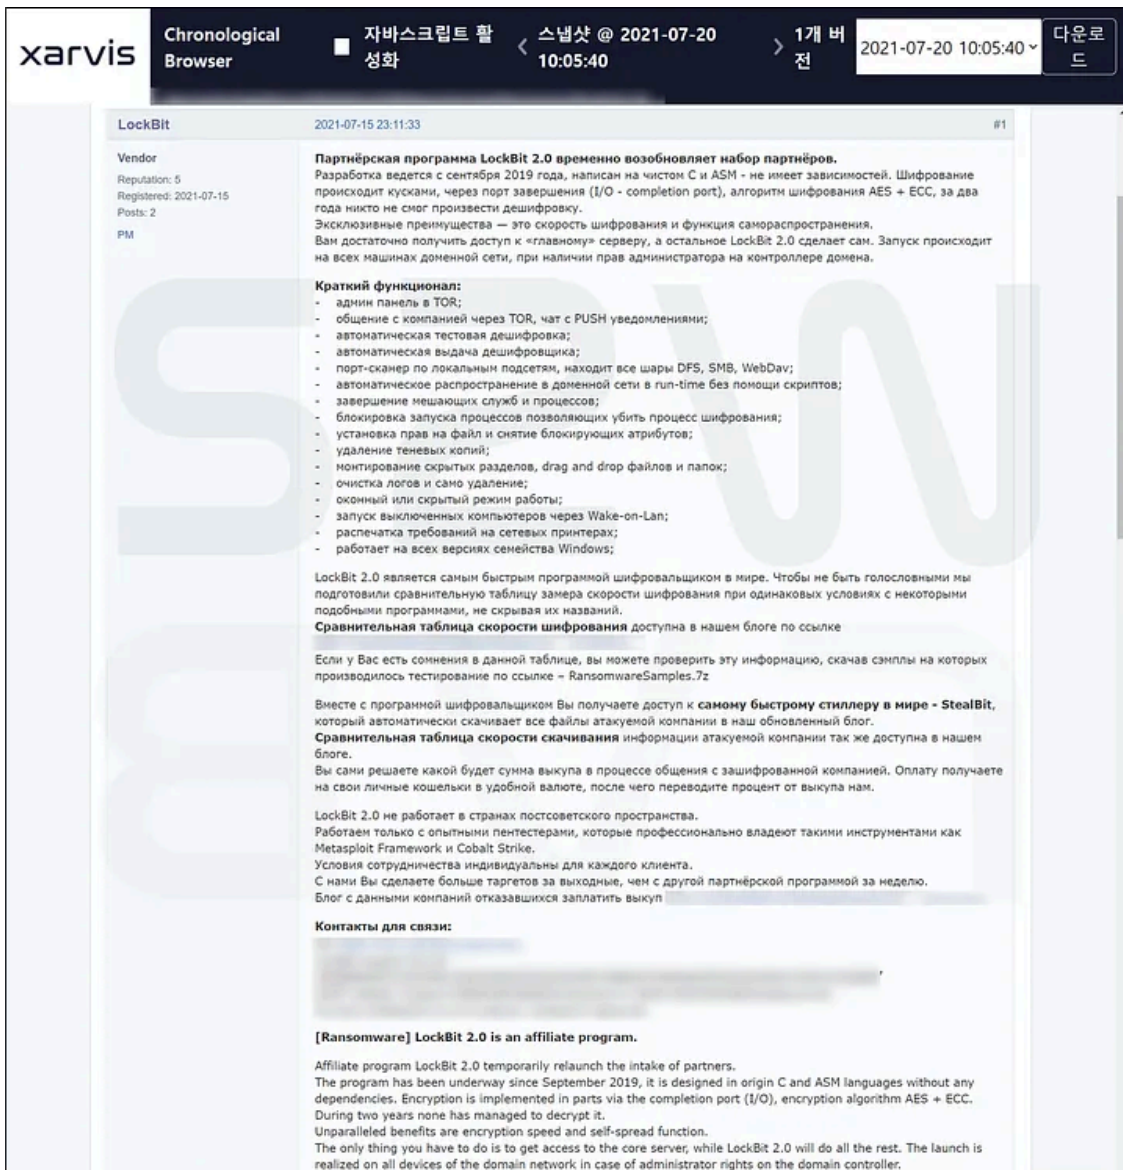 xarvis
Chronological
Browser
자바스크립트 활
성화
스냅샷 @ 2021-07-20
10:05:40
1개 버
전
2021-07-20 10:05:40
다운로
드
LockBit
2021-07-15 23:11:33
#1
Vendor
Reputation: 5
Registered: 2021-07-15
Posts: 2
PM
Партнёрская программа LockBit 2.0 временно возобновляет набор партнёров.
Разработка ведется с сентября 2019 года, написан на чистом C и ASM - не имеет зависимостей. Шифрование
происходит кусками, через порт завершения (I/O - completion port), алгоритм шифрования AES + ECC, за два
года никто не смог произвести дешифровку.
Эксклюзивные преимущества — это скорость шифрования и функция самораспространения.
Вам достаточно получить доступ к «главному» серверу, а остальное LockBit 2.0 сделает сам. Запуск происходит
на всех машинах доменной сети, при наличии прав администратора на контроллере домена.
Краткий функционал:
- админ панель в TOR;
- общение с компанией через TOR, чат с PUSH уведомлениями;
- автоматическая тестовая дешифровка;
- автоматическая выдача дешифровщика;
- порт-сканер по локальным подсетям, находит все шары DFS, SMB, WebDav;
- автоматическое распространение в доменной сети в run-time без помощи скриптов;
- завершение мешающих служб и процессов;
- блокировка запуска процессов позволяющих убить процесс шифрования;
- установка прав на файл и снятие блокирующих атрибутов;
- удаление теневых копий;
- монтирование скрытых разделов, drag and drop файлов и папок;
- очистка логов и само удаление;
- оконный или скрытый режим работы;
- запуск выключенных компьютеров через Wake-on-Lan;
- распечатка требований на сетевых принтерах;
- работает на всех версиях семейства Windows;
LockBit 2.0 является самым быстрым программой шифровальщиком в мире. Чтобы не быть голословными мы
подготовили сравнительную таблицу замера скорости шифрования при одинаковых условиях с некоторыми
подобными программами, не скрывая их названий.
Сравнительная таблица скорости шифрования доступна в нашем блоге по ссылке
Если у Вас есть сомнения в данной таблице, вы можете проверить эту информацию, скачав сэмплы на которых
производилось тестирование по ссылке – RansomwareSamples.7z
Вместе с программой шифровальщиком Вы получаете доступ к самому быстрому стиллеру в мире - StealBit,
который автоматически скачивает все файлы атакуемой компании в наш обновленный блог.
Сравнительная таблица скорости скачивания информации атакуемой компании так же доступна в нашем
блоге.
Вы сами решаете какой будет сумма выкупа в процессе общения с зашифрованной компанией. Оплату получаете
на свои личные кошельки в удобной валюте, после чего переводите процент от выкупа нам.
LockBit 2.0 не работает в странах постсоветского пространства.
Работаем только с опытными пентестерами, которые профессионально владеют такими инструментами как
Metasploit Framework и Cobalt Strike.
Условия сотрудничества индивидуальны для каждого клиента.
С нами Вы сделаете больше таргетов за выходные, чем с другой партнёрской программой за неделю.
Блог с данными компаний отказавшихся заплатить выкуп
Контакты для связи:
[Ransomware] LockBit 2.0 is an affiliate program.
Affiliate program LockBit 2.0 temporarily relaunch the intake of partners.
The program has been underway since September 2019, it is designed in origin C and ASM languages without any
dependencies. Encryption is implemented in parts via the completion port (I/O), encryption algorithm AES + ECC.
During two years none has managed to decrypt it.
Unparalleled benefits are encryption speed and self-spread function.
The only thing you have to do is to get access to the core server, while LockBit 2.0 will do all the rest. The launch is
realized on all devices of the domain network in case of administrator rights on the domain controller.